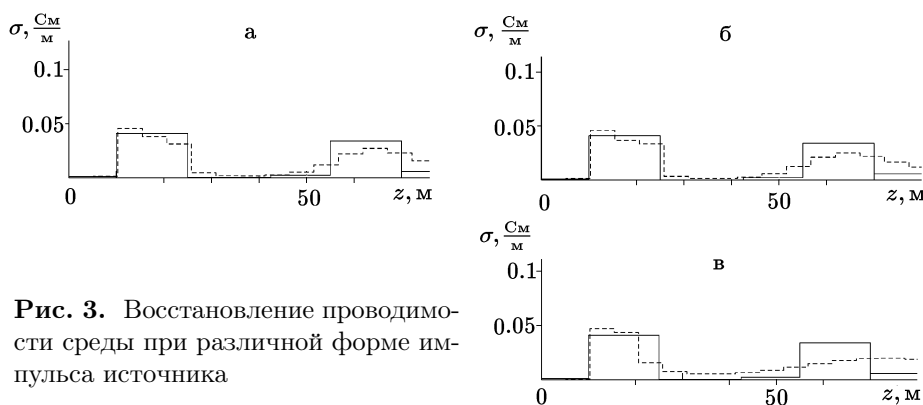 σ, См/м
а
0.1
0.05
0
50
z, м
σ, См/м
б
0.1
0.05
0
50
z, м
σ, См/м
в
0.1
0.05
0
50
z, м
Рис. 3. Восстановление проводимо-
сти среды при различной форме им-
пульса источника